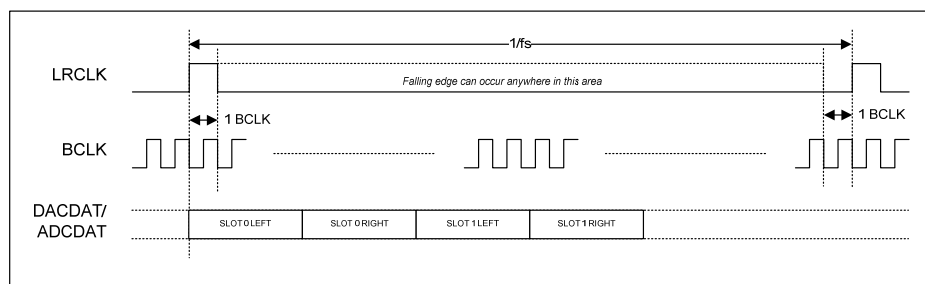 1/fs
LRCLK
Falling edge can occur anywhere in this area
1 BCLK
1 BCLK
BCLK
DACDAT/
ADCDAT
SLOT 0 LEFT
SLOT 0 RIGHT
SLOT 1 LEFT
SLOT 1 RIGHT